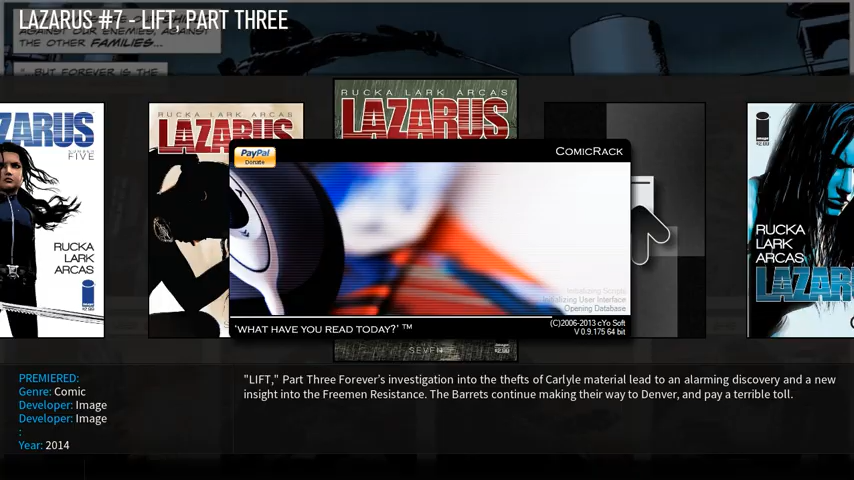 LAZARUS #7 - LIFT, PART THREE
AGAINST OUR ENEMIES, AGAINST
THE OTHER FAMILIES...
BUT FOREVER IS THE
ZARUS
FIVE
RUCKA
LARK
ARCAS
RUCKA LARK ARCAS
LAZARUS
RUCKA LARK ARCAS
LAZARUS
SEVEN
RUCKA
LARK
ARCAS
LAZAR
PayPal
Donate
ComicRack
Initializing Scripts
Initializing User Interface
Opening Database
'WHAT HAVE YOU READ TODAY?' ™
(C)2006-2013 cYo Soft
V 0.9.175 64 bit
PREMIERED:
Genre: Comic
Developer: Image
Developer: Image
:
Year: 2014
"LIFT," Part Three Forever's investigation into the thefts of Carlyle material lead to an alarming discovery and a new
insight into the Freemen Resistance. The Barrets continue making their way to Denver, and pay a terrible toll.